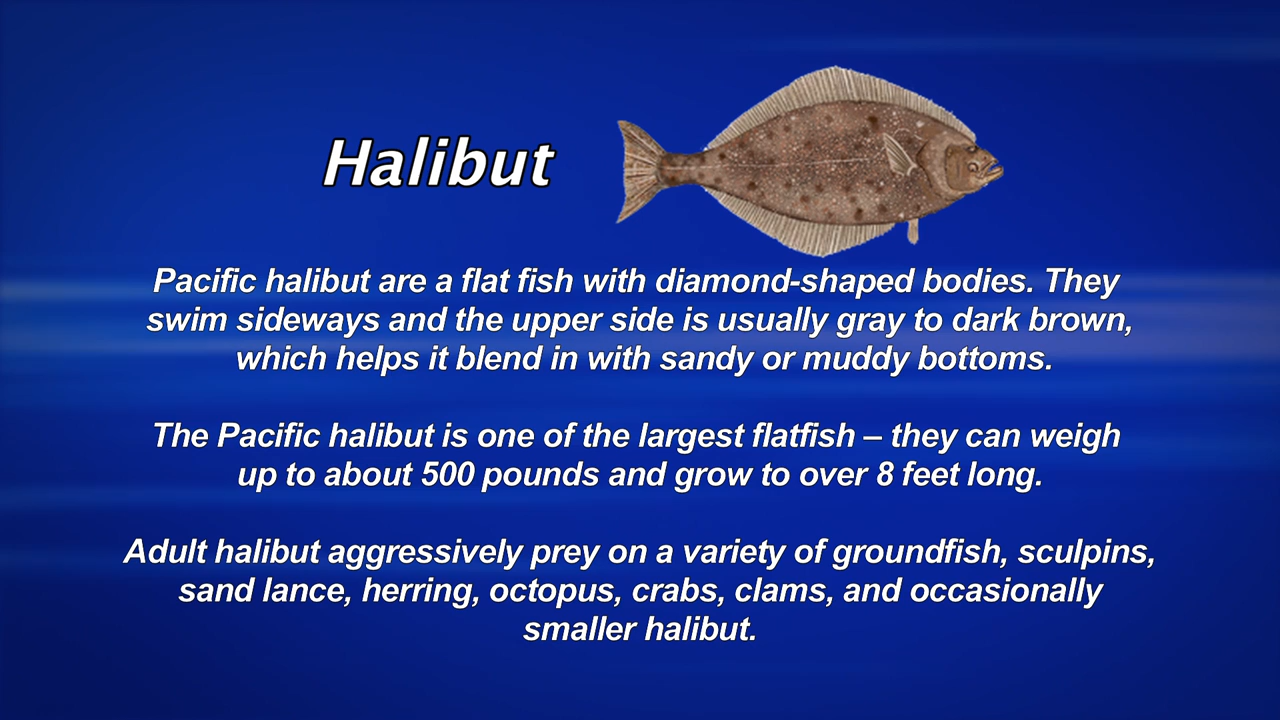 Halibut
Pacific halibut are a flat fish with diamond-shaped bodies. They
swim sideways and the upper side is usually gray to dark brown,
which helps it blend in with sandy or muddy bottoms.
The Pacific halibut is one of the largest flatfish – they can weigh
up to about 500 pounds and grow to over 8 feet long.
Adult halibut aggressively prey on a variety of groundfish, sculpins,
sand lance, herring, octopus, crabs, clams, and occasionally
smaller halibut.